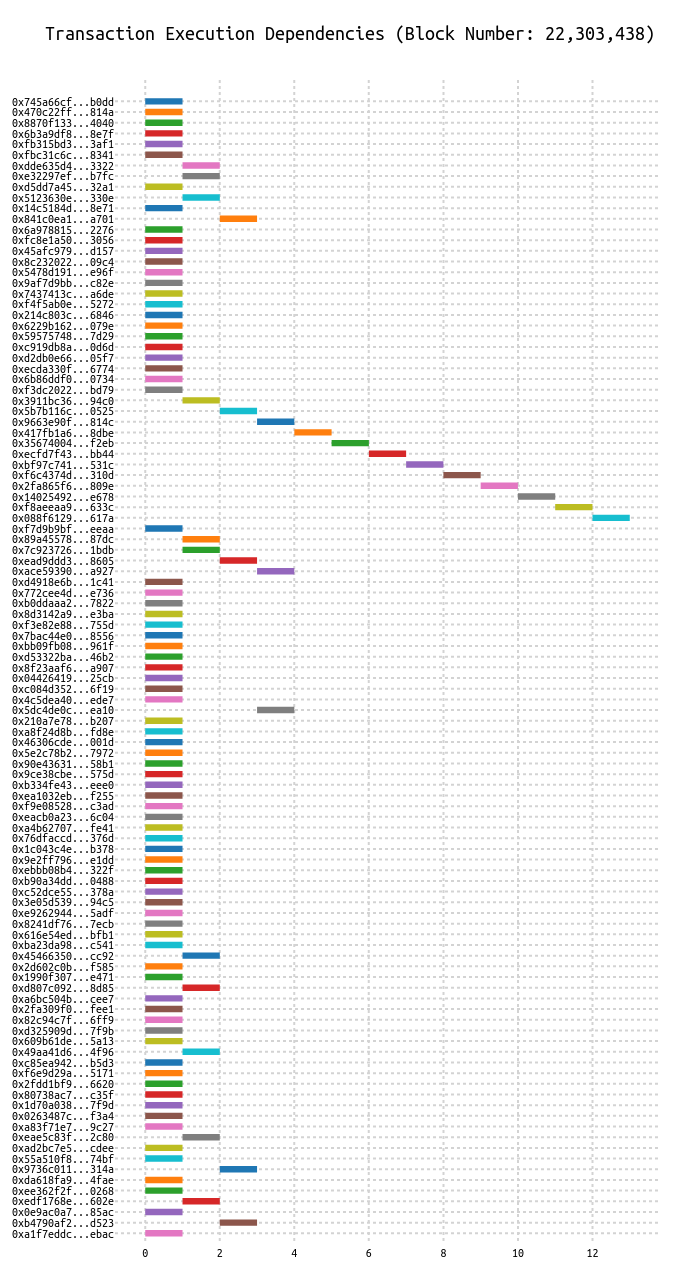 Transaction Execution Dependencies (Block Number: 22,303,438)
0x745a66cf...b0dd
0x470c22ff...814a
0x8870f133...4040
0x6b3a9df8...8e7f
0xfb315bd3...3af1
0xfbc31c6c...8341
0xdde635d4...3322
0xe32297ef...b7fc
0xd5dd7a45...32a1
0x5123630e...330e
0x14c5184d...8e71
0x841c0ea1...a701
0x6a978815...2276
0xfc8e1a50...3056
0x45afc979...d157
0x8c232022...09c4
0x5478d191...e96f
0x9af7d9bb...c82e
0x7437413c...a6de
0xf4f5ab0e...5272
0x214c803c...6846
0x6229b162...079e
0x59575748...7d29
0xc919db8a...0d6d
0xd2db0e66...05f7
0xecda330f...6774
0x6b86ddf0...0734
0xf3dc2022...bd79
0x3911bc36...94c0
0x5b7b116c...0525
0x9663e90f...814c
0x417fb1a6...8dbe
0x35674004...f2eb
0xecfd7f43...bb44
0xbf97c741...531c
0xf6c4374d...310d
0x2fa865f6...809e
0x14025492...e678
0xf8aeeaa9...633c
0x088f6129...617a
0xf7d9b9bf...eeaa
0x89a45578...87dc
0x7c923726...1bdb
0xead9ddd3...8605
0xace59390...a927
0xd4918e6b...1c41
0x772cee4d...e736
0xb0ddaaa2...7822
0x8d3142a9...e3ba
0xf3e82e88...755d
0x7bac44e0...8556
0xbb09fb08...961f
0xd53322ba...46b2
0x8f23aaf6...a907
0x04426419...25cb
0xc084d352...6f19
0x4c5dea40...ede7
0x5dc4de0c...ea10
0x210a7e78...b207
0xa8f24d8b...fd8e
0x46306cde...001d
0x5e2c78b2...7972
0x90e43631...58b1
0x9ce38cbe...575d
0xb334fe43...eee0
0xea1032eb...f255
0xf9e08528...c3ad
0xeacb0a23...6c04
0xa4b62707...fe41
0x76dfaccd...376d
0x1c043c4e...b378
0x9e2ff796...e1dd
0xebbb08b4...322f
0xb90a34dd...0488
0xc52dce55...378a
0x3e05d539...94c5
0xe9262944...5adf
0x8241df76...7ecb
0x616e54ed...bfb1
0xba23da98...c541
0x45466350...cc92
0x2d602c0b...f585
0x1990f307...e471
0xd807c092...8d85
0xa6bc504b...cee7
0x2fa309f0...fee1
0x82c94c7f...6ff9
0xd325909d...7f9b
0x609b61de...5a13
0x49aa41d6...4f96
0xc85ea942...b5d3
0xf6e9d29a...5171
0x2fdd1bf9...6620
0x80738ac7...c35f
0x1d70a038...7f9d
0x0263487c...f3a4
0xa83f71e7...9c27
0xeae5c83f...2c80
0xad2bc7e5...cdee
0x55a510f8...74bf
0x9736c011...314a
0xda618fa9...4fae
0xee362f2f...0268
0xedf1768e...602e
0x0e9ac0a7...85ac
0xb4790af2...d523
0xa1f7eddc...ebac
0 2 4 6 8 10 12